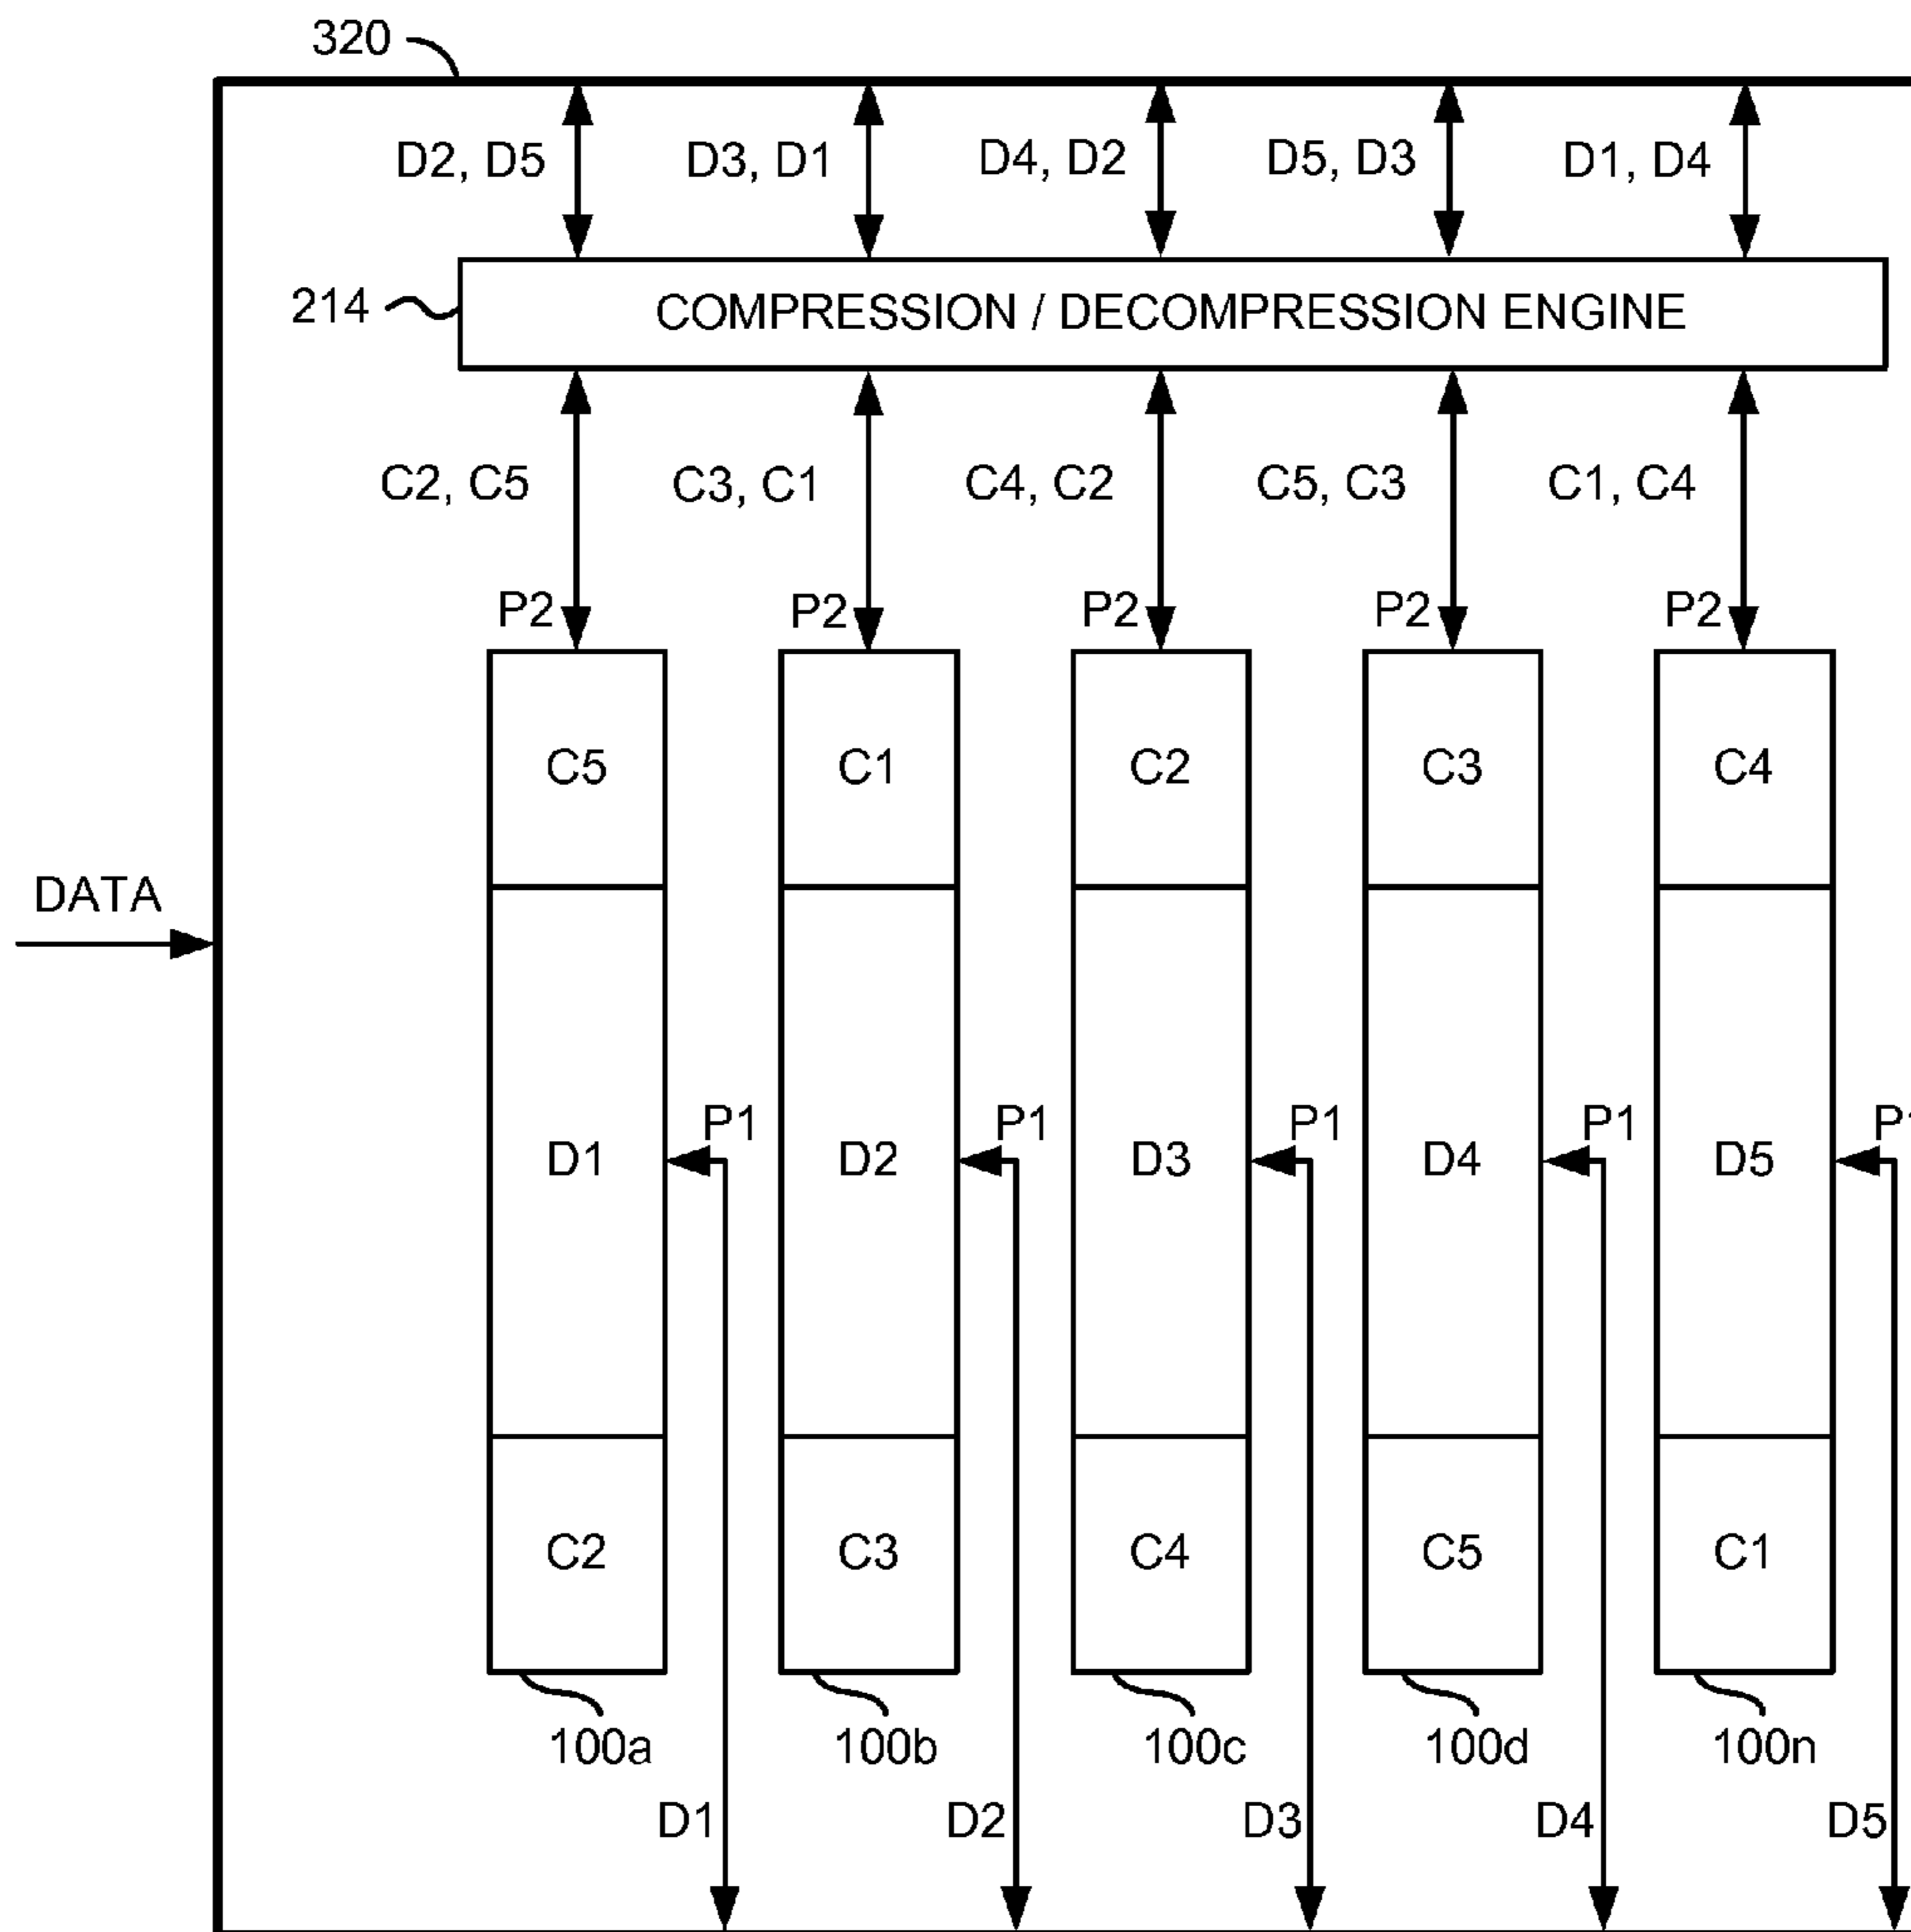 320
D2, D5 D3, D1 D4, D2 D5, D3 D1, D4
214 COMPRESSION / DECOMPRESSION ENGINE
C2, C5 C3, C1 C4, C2 C5, C3 C1, C4
P2 P2 P2 P2 P2
C5 C1 C2 C3 C4
DATA
P1 P1 P1 P1 P1
D1 D2 D3 D4 D5
C2 C3 C4 C5 C1
100a 100b 100c 100d 100n
D1 D2 D3 D4 D5